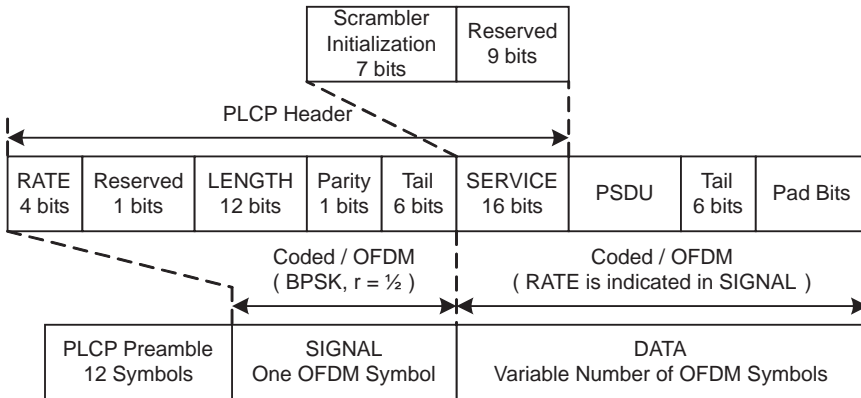 Scrambler
Initialization
7 bits
Reserved
9 bits
PLCP Header
RATE
4 bits
Reserved
1 bits
LENGTH
12 bits
Parity
1 bits
Tail
6 bits
SERVICE
16 bits
PSDU
Tail
6 bits
Pad Bits
Coded / OFDM
( BPSK, r = ½ )
Coded / OFDM
( RATE is indicated in SIGNAL )
PLCP Preamble
12 Symbols
SIGNAL
One OFDM Symbol
DATA
Variable Number of OFDM Symbols